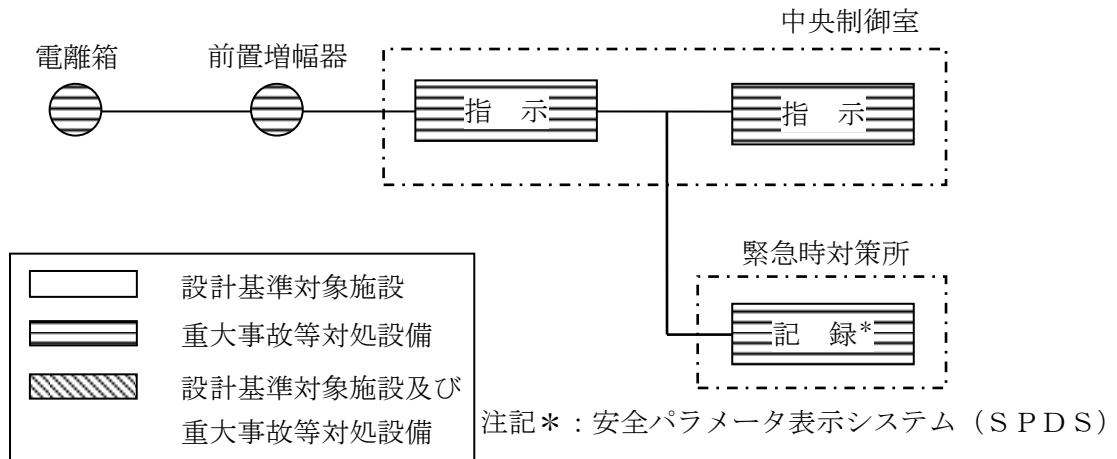 中央制御室
電離箱
前置増幅器
指 示
指 示
緊急時対策所
記 録*
設計基準対象施設
重大事故等対処設備
設計基準対象施設及び
重大事故等対処設備
注記＊：安全パラメータ表示システム（ＳＰＤＳ）